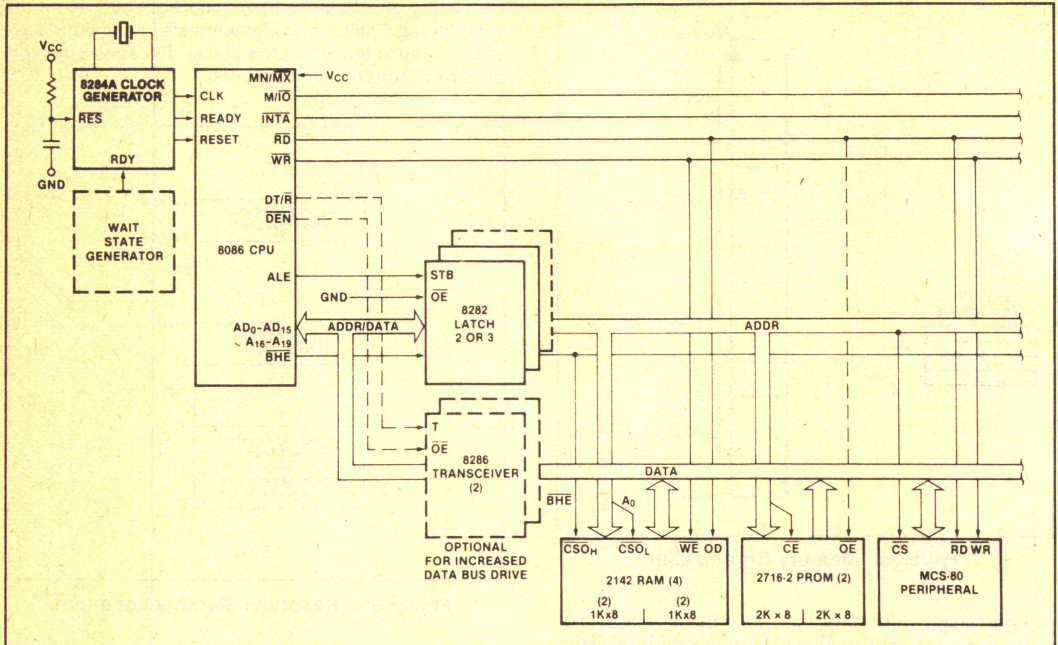 VCC
8284A CLOCK
GENERATOR
RES
RDY
GND
WAIT
STATE
GENERATOR
CLK
READY
RESET
MN/MX
VCC
M/IO
INTA
RD
WR
DT/R
DEN
8086 CPU
ALE
AD0-AD15
A16-A19
BHE
GND
ADDR/DATA
STB
OE
8282
LATCH
2 OR 3
ADDR
T
OE
8286
TRANSCEIVER
(2)
OPTIONAL
FOR INCREASED
DATA BUS DRIVE
DATA
BHE
A0
CSOH
CSOL
WE OD
2142 RAM (4)
(2)
1Kx8
(2)
1Kx8
CE
OE
2716-2 PROM (2)
2K x 8
2K x 8
CS
RD WR
MCS-80
PERIPHERAL